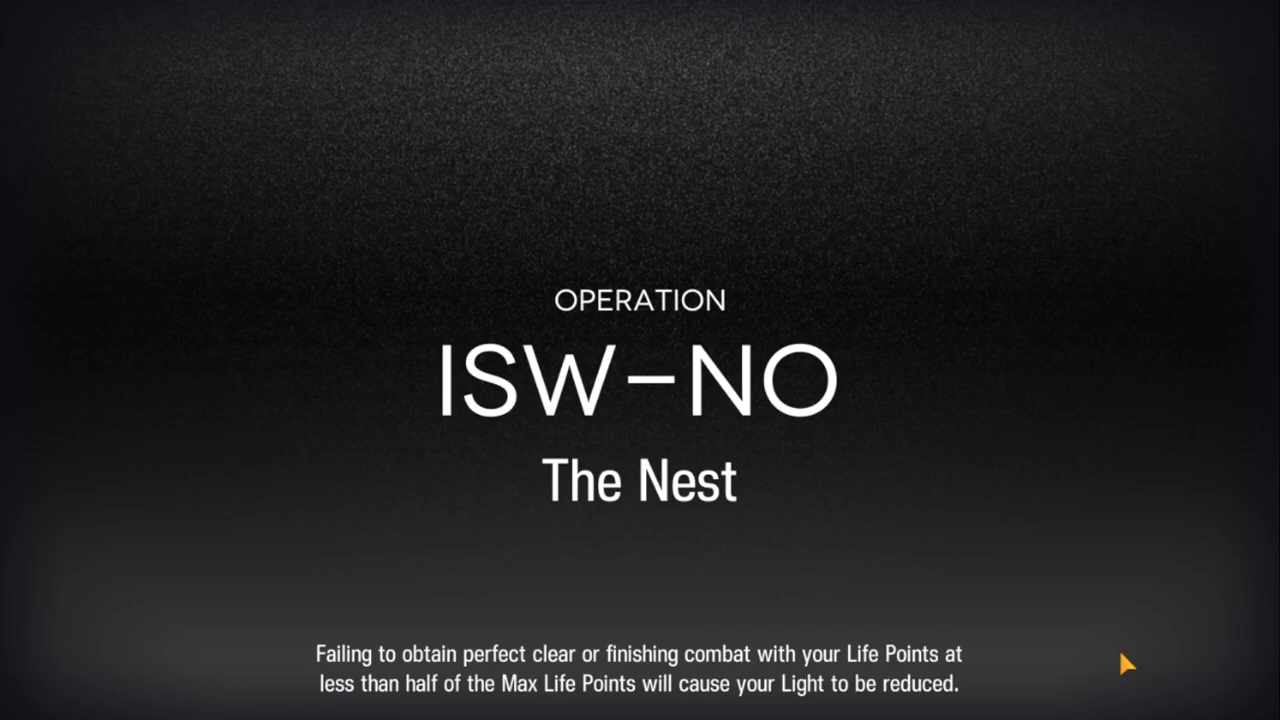 OPERATION
ISW-NO
The Nest
Failing to obtain perfect clear or finishing combat with your Life Points at
less than half of the Max Life Points will cause your Light to be reduced.